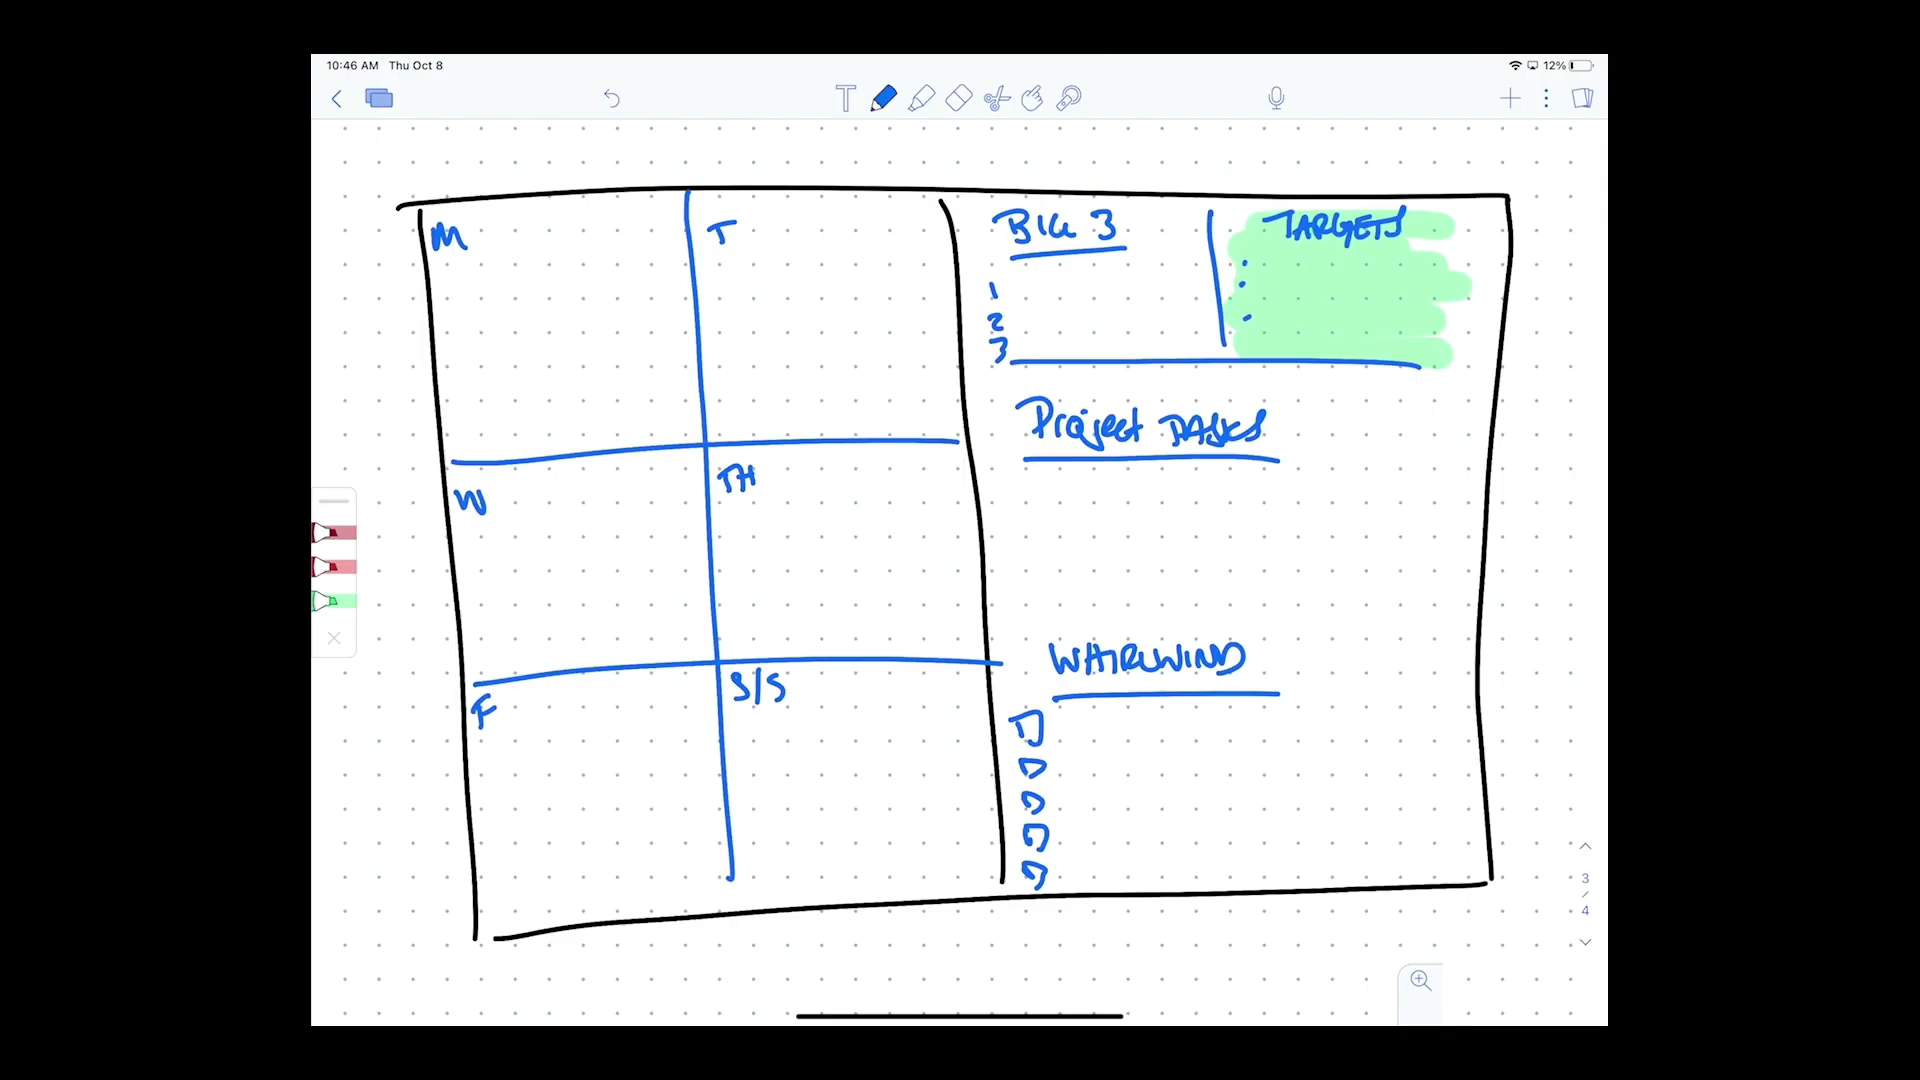 10:46 AM Thu Oct 8
12%
T
M
T
W
TH
F
S/S
BIG 3
1
2
3
TARGETS
Project TASKS
WHIRLWIND
3
/
4